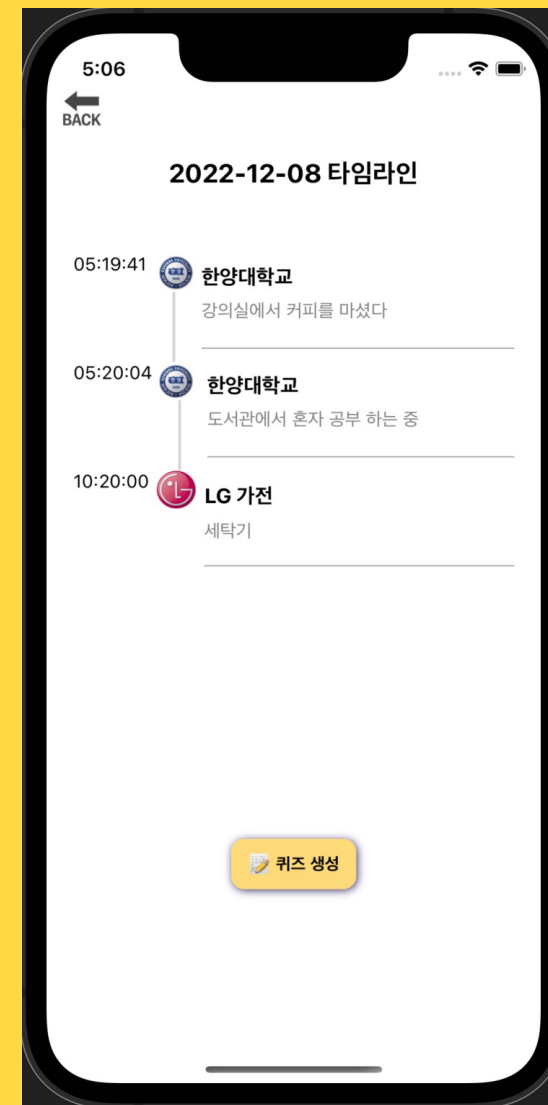 5:06
BACK
2022-12-08 타임라인
05:19:41
한양대학교
강의실에서 커피를 마셨다
05:20:04
한양대학교
도서관에서 혼자 공부 하는 중
10:20:00
LG 가전
세탁기
퀴즈 생성